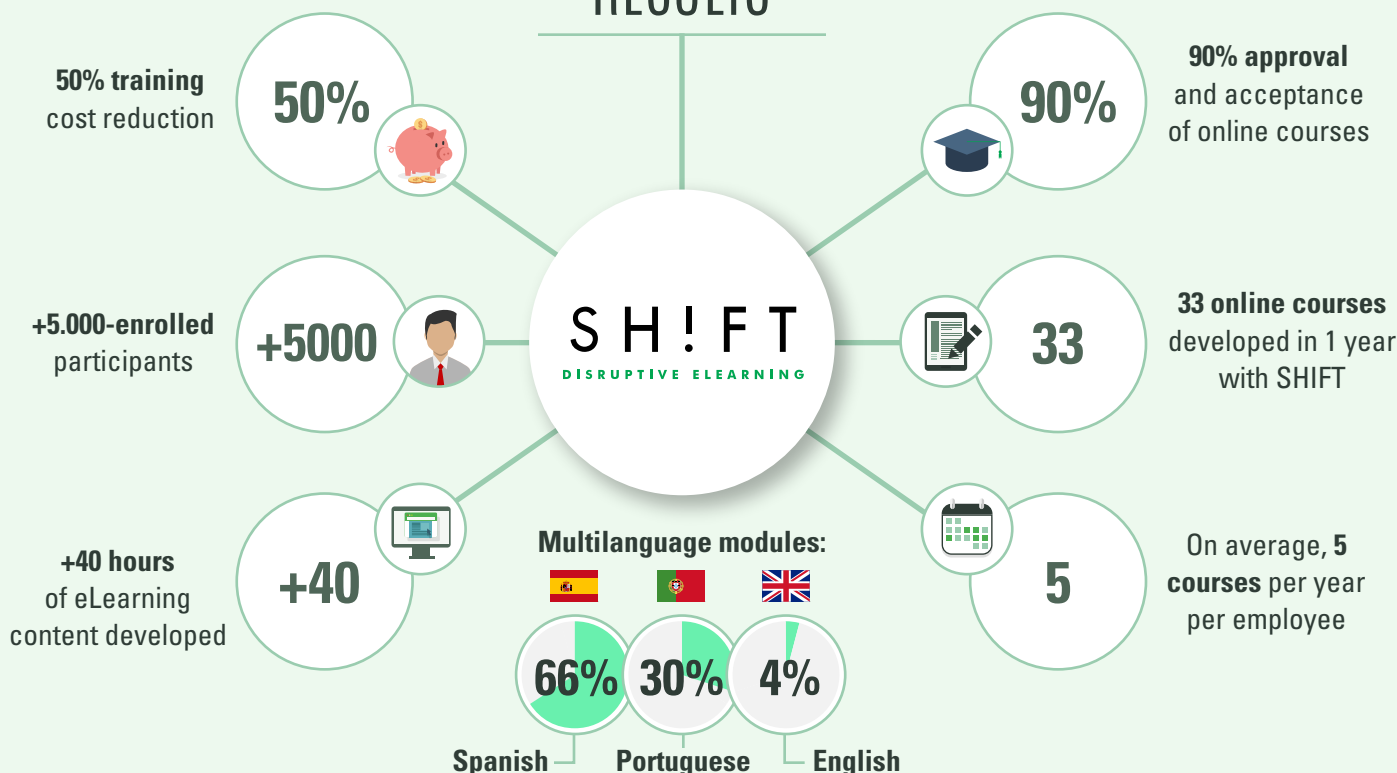 RESULTS
50% training
cost reduction
50%
90%
90% approval
and acceptance
of online courses
+5.000-enrolled
participants
+5000
SH!FT
DISRUPTIVE ELEARNING
33
33 online courses
developed in 1 year
with SHIFT
+40 hours
of eLearning
content developed
+40
Multilanguage modules:
66%
30%
4%
Spanish
Portuguese
English
5
On average, 5
courses per year
per employee